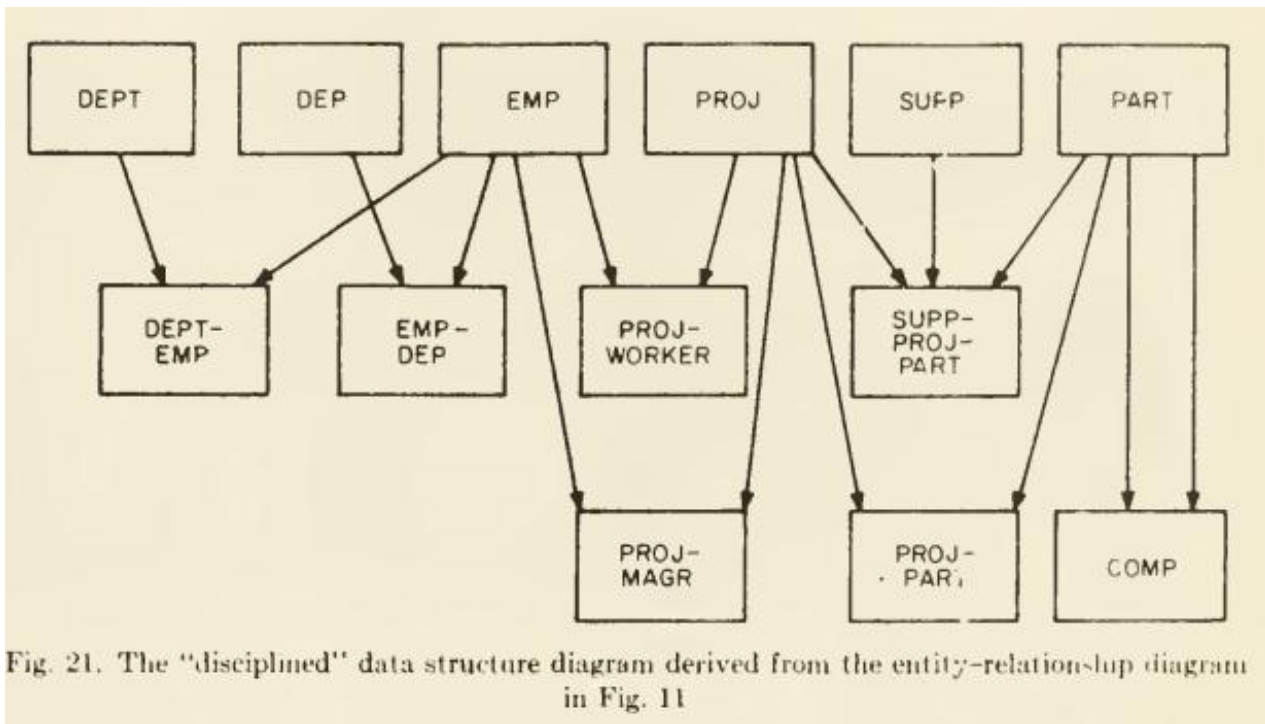 DEPT
DEP
EMP
PROJ
SUPP
PART
DEPT-
EMP
EMP-
DEP
PROJ-
WORKER
SUPP-
PROJ-
PART
PROJ-
MAGR
PROJ-
PART
COMP
Fig. 21. The "disciplined" data structure diagram derived from the entity-relationship diagram
in Fig. 11